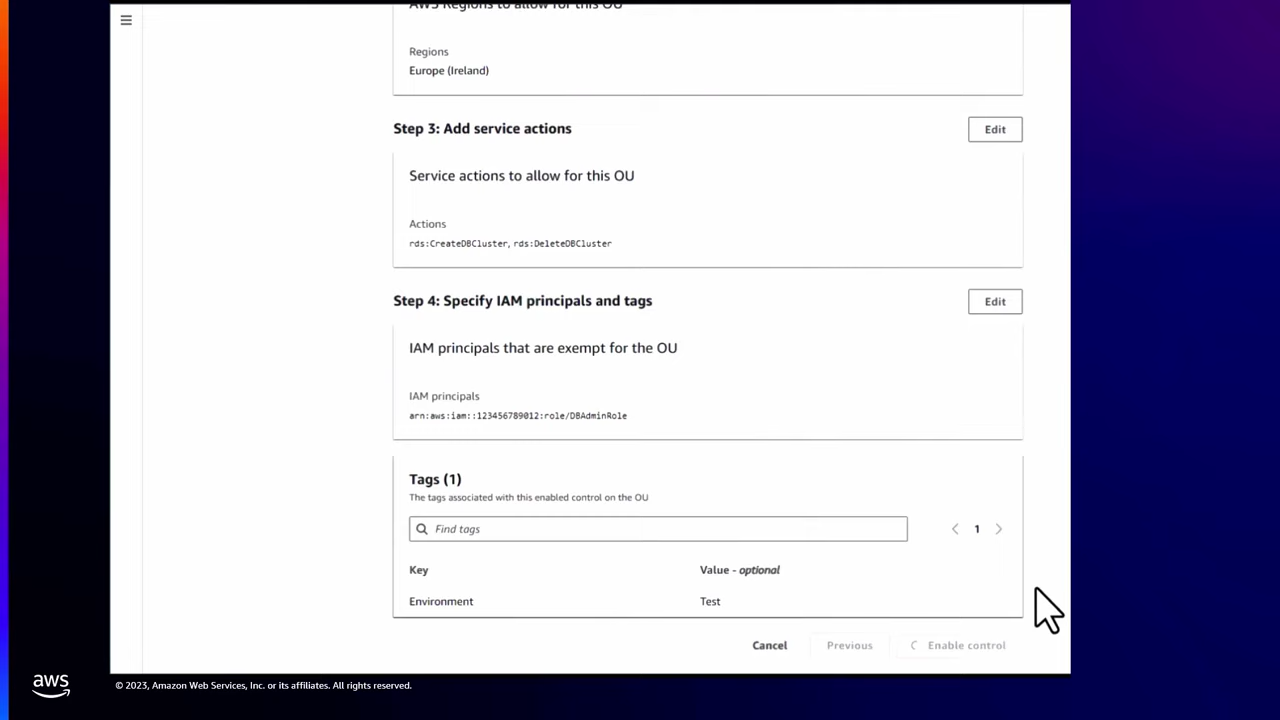 AWS Regions to allow for this OU
Regions
Europe (Ireland)
Step 3: Add service actions
Edit
Service actions to allow for this OU
Actions
rds:CreateDBCluster, rds:DeleteDBCluster
Step 4: Specify IAM principals and tags
Edit
IAM principals that are exempt for the OU
IAM principals
arn:aws:iam::123456789012:role/DBAdminRole
Tags (1)
The tags associated with this enabled control on the OU
Find tags
1
Key
Value - optional
Environment
Test
Cancel
Previous
Enable control
aws
© 2023, Amazon Web Services, Inc. or its affiliates. All rights reserved.